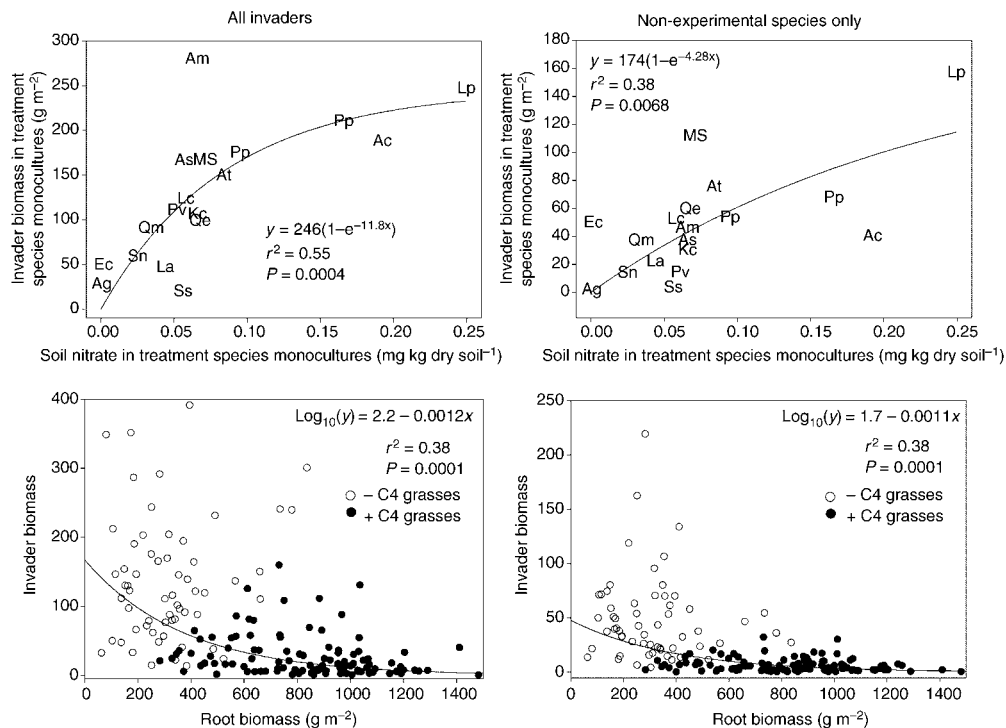 All invaders
Invader biomass in treatment
species monocultures (g m–2)
300
250
200
150
100
50
0
Am
Lp
Pp
Ac
Pp
AsMS
At
Lc
Pv
Kc
Qe
Qm
Sn
La
Ec
Ag
Ss
y = 246(1–e–11.8x)
r2 = 0.55
P = 0.0004
0.00 0.05 0.10 0.15 0.20 0.25
Soil nitrate in treatment species monocultures (mg kg dry soil–1)
Non-experimental species only
Invader biomass in treatment
species monocultures (g m–2)
180
160
140
120
100
80
60
40
20
0
y = 174(1–e–4.28x)
r2 = 0.38
P = 0.0068
Lp
MS
At
Pp
Qe
Lc
Pp
Ec
Am
Ac
Qm
As
Kc
La
Sn
Pv
Ss
Ag
0.00 0.05 0.10 0.15 0.20 0.25
Soil nitrate in treatment species monocultures (mg kg dry soil–1)
Invader biomass
400
300
200
100
0
Log10(y) = 2.2 – 0.0012x
r2 = 0.38
P = 0.0001
– C4 grasses
+ C4 grasses
0 200 400 600 800 1000 1200 1400
Root biomass (g m–2)
Invader biomass
250
200
150
100
50
0
Log10(y) = 1.7 – 0.0011x
r2 = 0.38
P = 0.0001
– C4 grasses
+ C4 grasses
0 200 400 600 800 1000 1200 1400
Root biomass (g m–2)